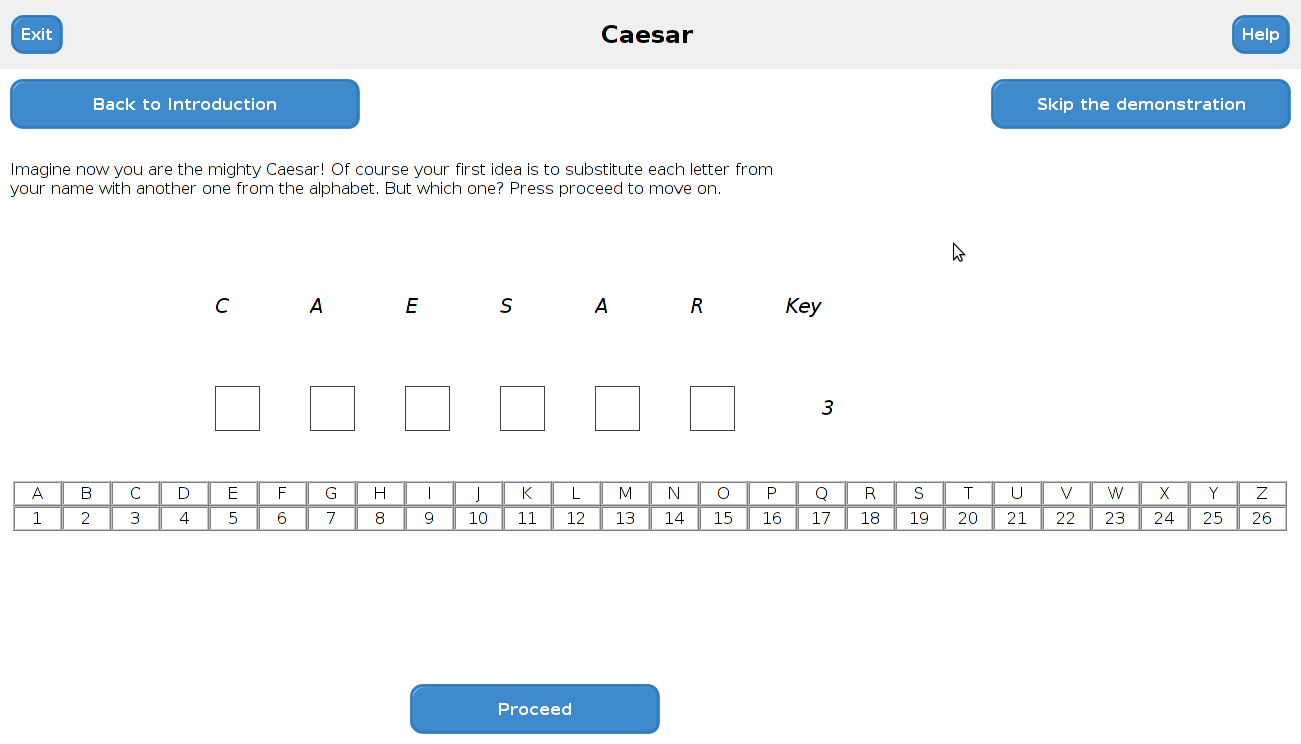 Exit
Caesar
Help
Back to Introduction
Skip the demonstration
Imagine now you are the mighty Caesar! Of course your first idea is to substitute each letter from
your name with another one from the alphabet. But which one? Press proceed to move on.
C A E S A R Key
3
A B C D E F G H I J K L M N O P Q R S T U V W X Y Z
1 2 3 4 5 6 7 8 9 10 11 12 13 14 15 16 17 18 19 20 21 22 23 24 25 26
Proceed